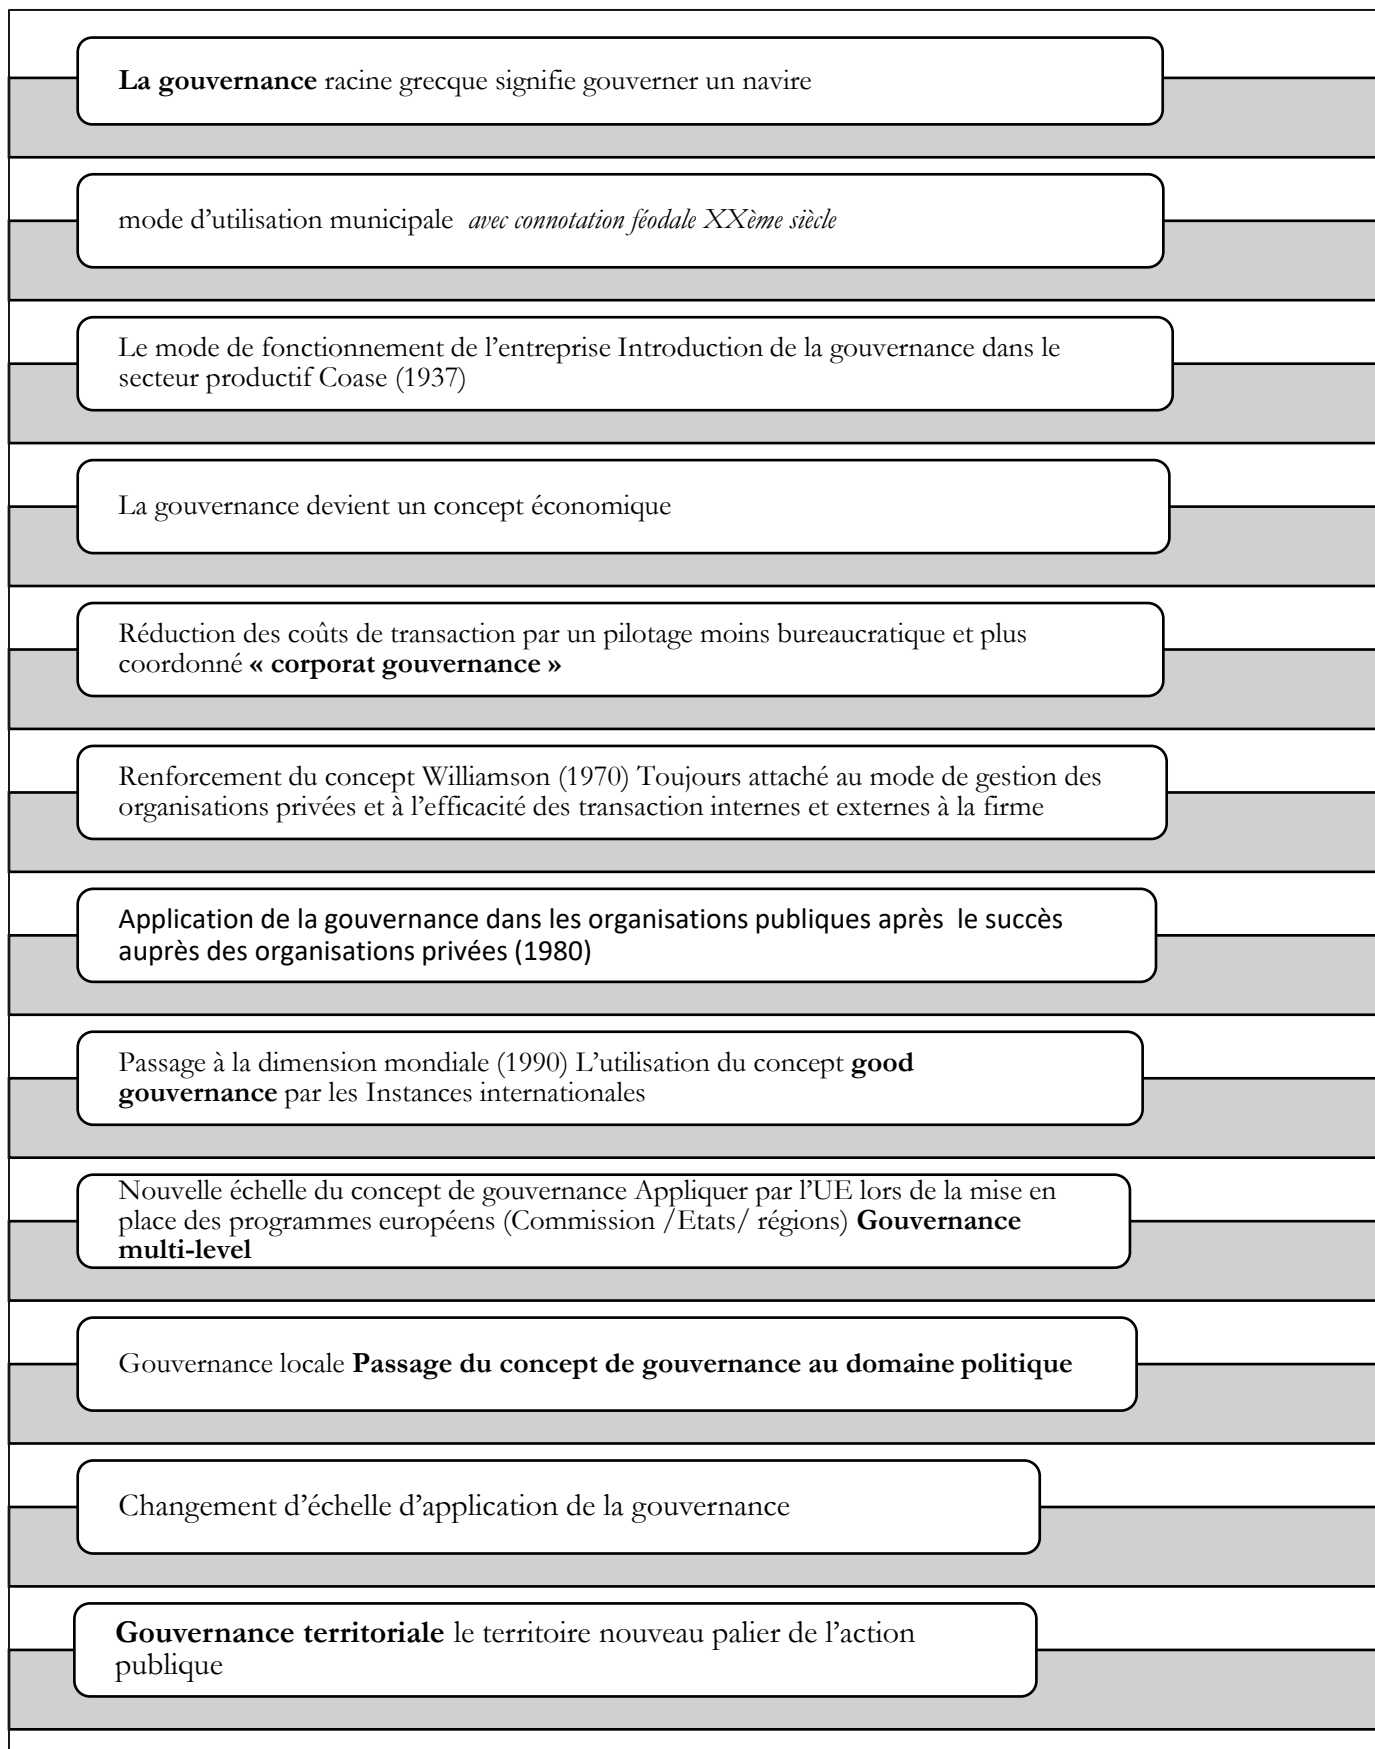 La gouvernance racine grecque signifie gouverner un navire
mode d’utilisation municipale avec connotation féodale XXème siècle
Le mode de fonctionnement de l’entreprise Introduction de la gouvernance dans le
secteur productif Coase (1937)
La gouvernance devient un concept économique
Réduction des coûts de transaction par un pilotage moins bureaucratique et plus
coordonné « corporat gouvernance »
Renforcement du concept Williamson (1970) Toujours attaché au mode de gestion des
organisations privées et à l’efficacité des transaction internes et externes à la firme
Application de la gouvernance dans les organisations publiques après le succès
auprès des organisations privées (1980)
Passage à la dimension mondiale (1990) L’utilisation du concept good
gouvernance par les Instances internationales
Nouvelle échelle du concept de gouvernance Appliquer par l’UE lors de la mise en
place des programmes européens (Commission /Etats/ régions) Gouvernance
multi-level
Gouvernance locale Passage du concept de gouvernance au domaine politique
Changement d’échelle d’application de la gouvernance
Gouvernance territoriale le territoire nouveau palier de l’action
publique